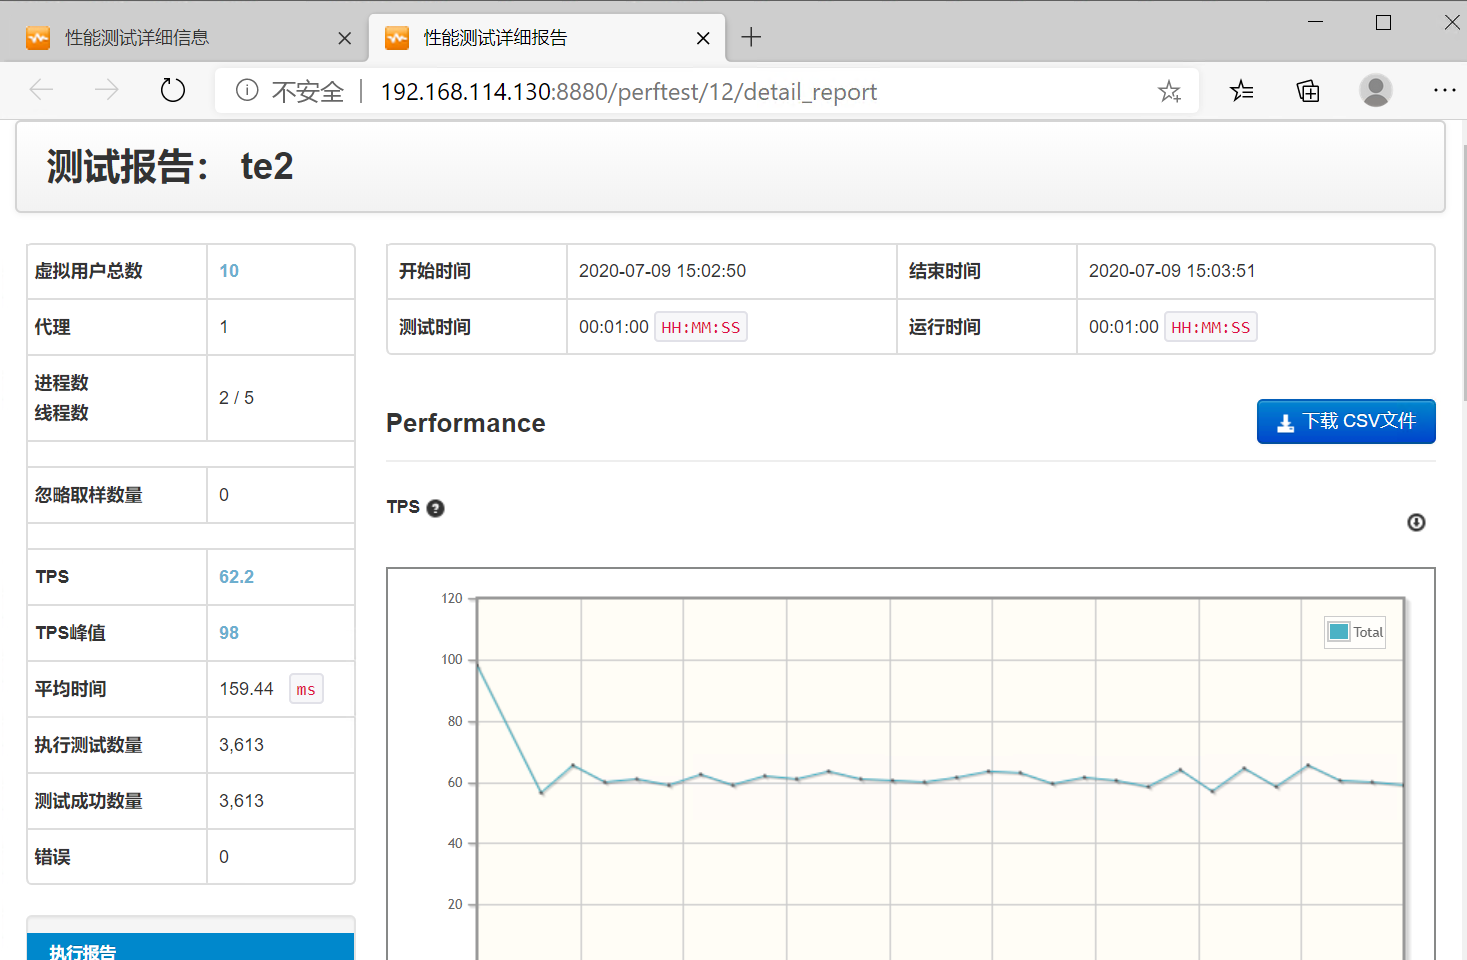 性能测试详细信息
性能测试详细报告
不安全 192.168.114.130:8880/perftest/12/detail_report
测试报告： te2
虚拟用户总数 10
代理 1
进程数
线程数
2 / 5
忽略取样数量 0
TPS 62.2
TPS峰值 98
平均时间 159.44 ms
执行测试数量 3,613
测试成功数量 3,613
错误 0
执行报告
开始时间 2020-07-09 15:02:50 结束时间 2020-07-09 15:03:51
测试时间 00:01:00 HH:MM:SS 运行时间 00:01:00 HH:MM:SS
Performance
下载 CSV文件
TPS ?
120
100
80
60
40
20
Total